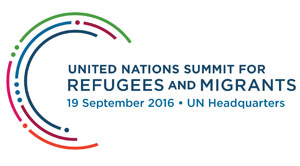 UNITED NATIONS SUMMIT FOR
REFUGEES AND MIGRANTS
19 September 2016 • UN Headquarters